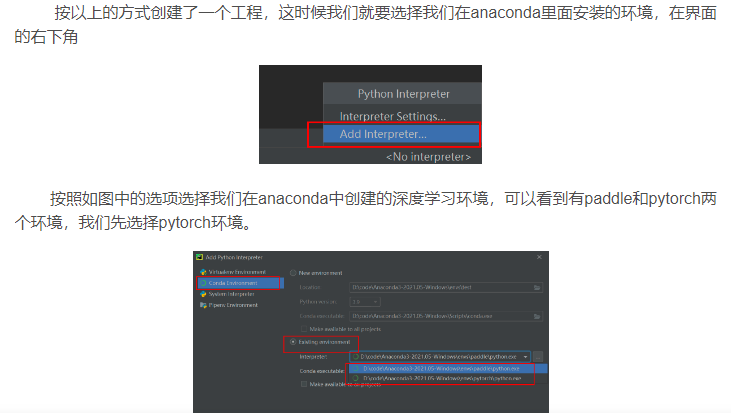 按以上的方式创建了一个工程，这时候我们就要选择我们在anaconda里面安装的环境，在界面
的右下角
Python Interpreter
Interpreter Settings...
Add Interpreter...
<No interpreter>
按照如图中的选项选择我们在anaconda中创建的深度学习环境，可以看到有paddle和pytorch两
个环境，我们先选择pytorch环境。
Add Python Interpreter
Virtualenv Environment
Conda Environment
System Interpreter
Pipenv Environment
New environment
Location:
Python version:
Conda executable:
Make available to all projects
Existing environment
Interpreter: D:\code\Anaconda3-2021.05-Windows\envs\paddle\python.exe
D:\code\Anaconda3-2021.05-Windows\envs\paddle\python.exe
Conda executable: D:\code\Anaconda3-2021.05-Windows\envs\pytorch\python.exe
Make available to all projects